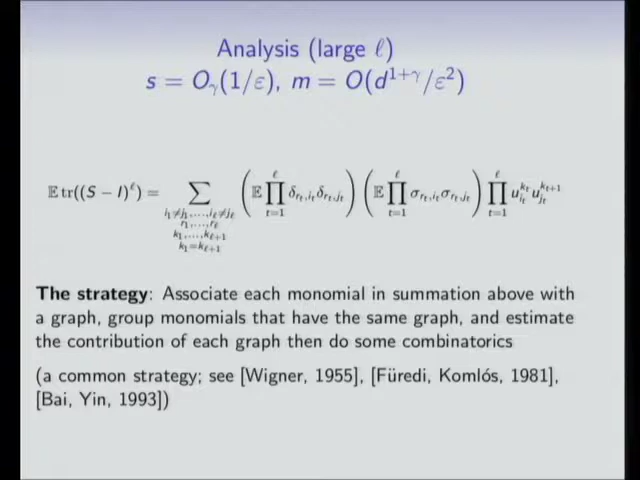 Analysis (large ℓ)
s = O_γ(1/ε), m = O(d^{1+γ}/ε^2)
𝔼 tr((S − I)^ℓ) = ∑_{i_1≠j_1,...,i_ℓ≠j_ℓ; r_1,...,r_ℓ; k_1,...,k_{ℓ+1}; k_1=k_{ℓ+1}} (𝔼 ∏_{t=1}^{ℓ} δ_{r_t,i_t} δ_{r_t,j_t}) (𝔼 ∏_{t=1}^{ℓ} σ_{r_t,i_t} σ_{r_t,j_t}) ∏_{t=1}^{ℓ} u_{i_t}^{k_t} u_{j_t}^{k_{t+1}}
The strategy: Associate each monomial in summation above with
a graph, group monomials that have the same graph, and estimate
the contribution of each graph then do some combinatorics
(a common strategy; see [Wigner, 1955], [Füredi, Komlós, 1981],
[Bai, Yin, 1993])